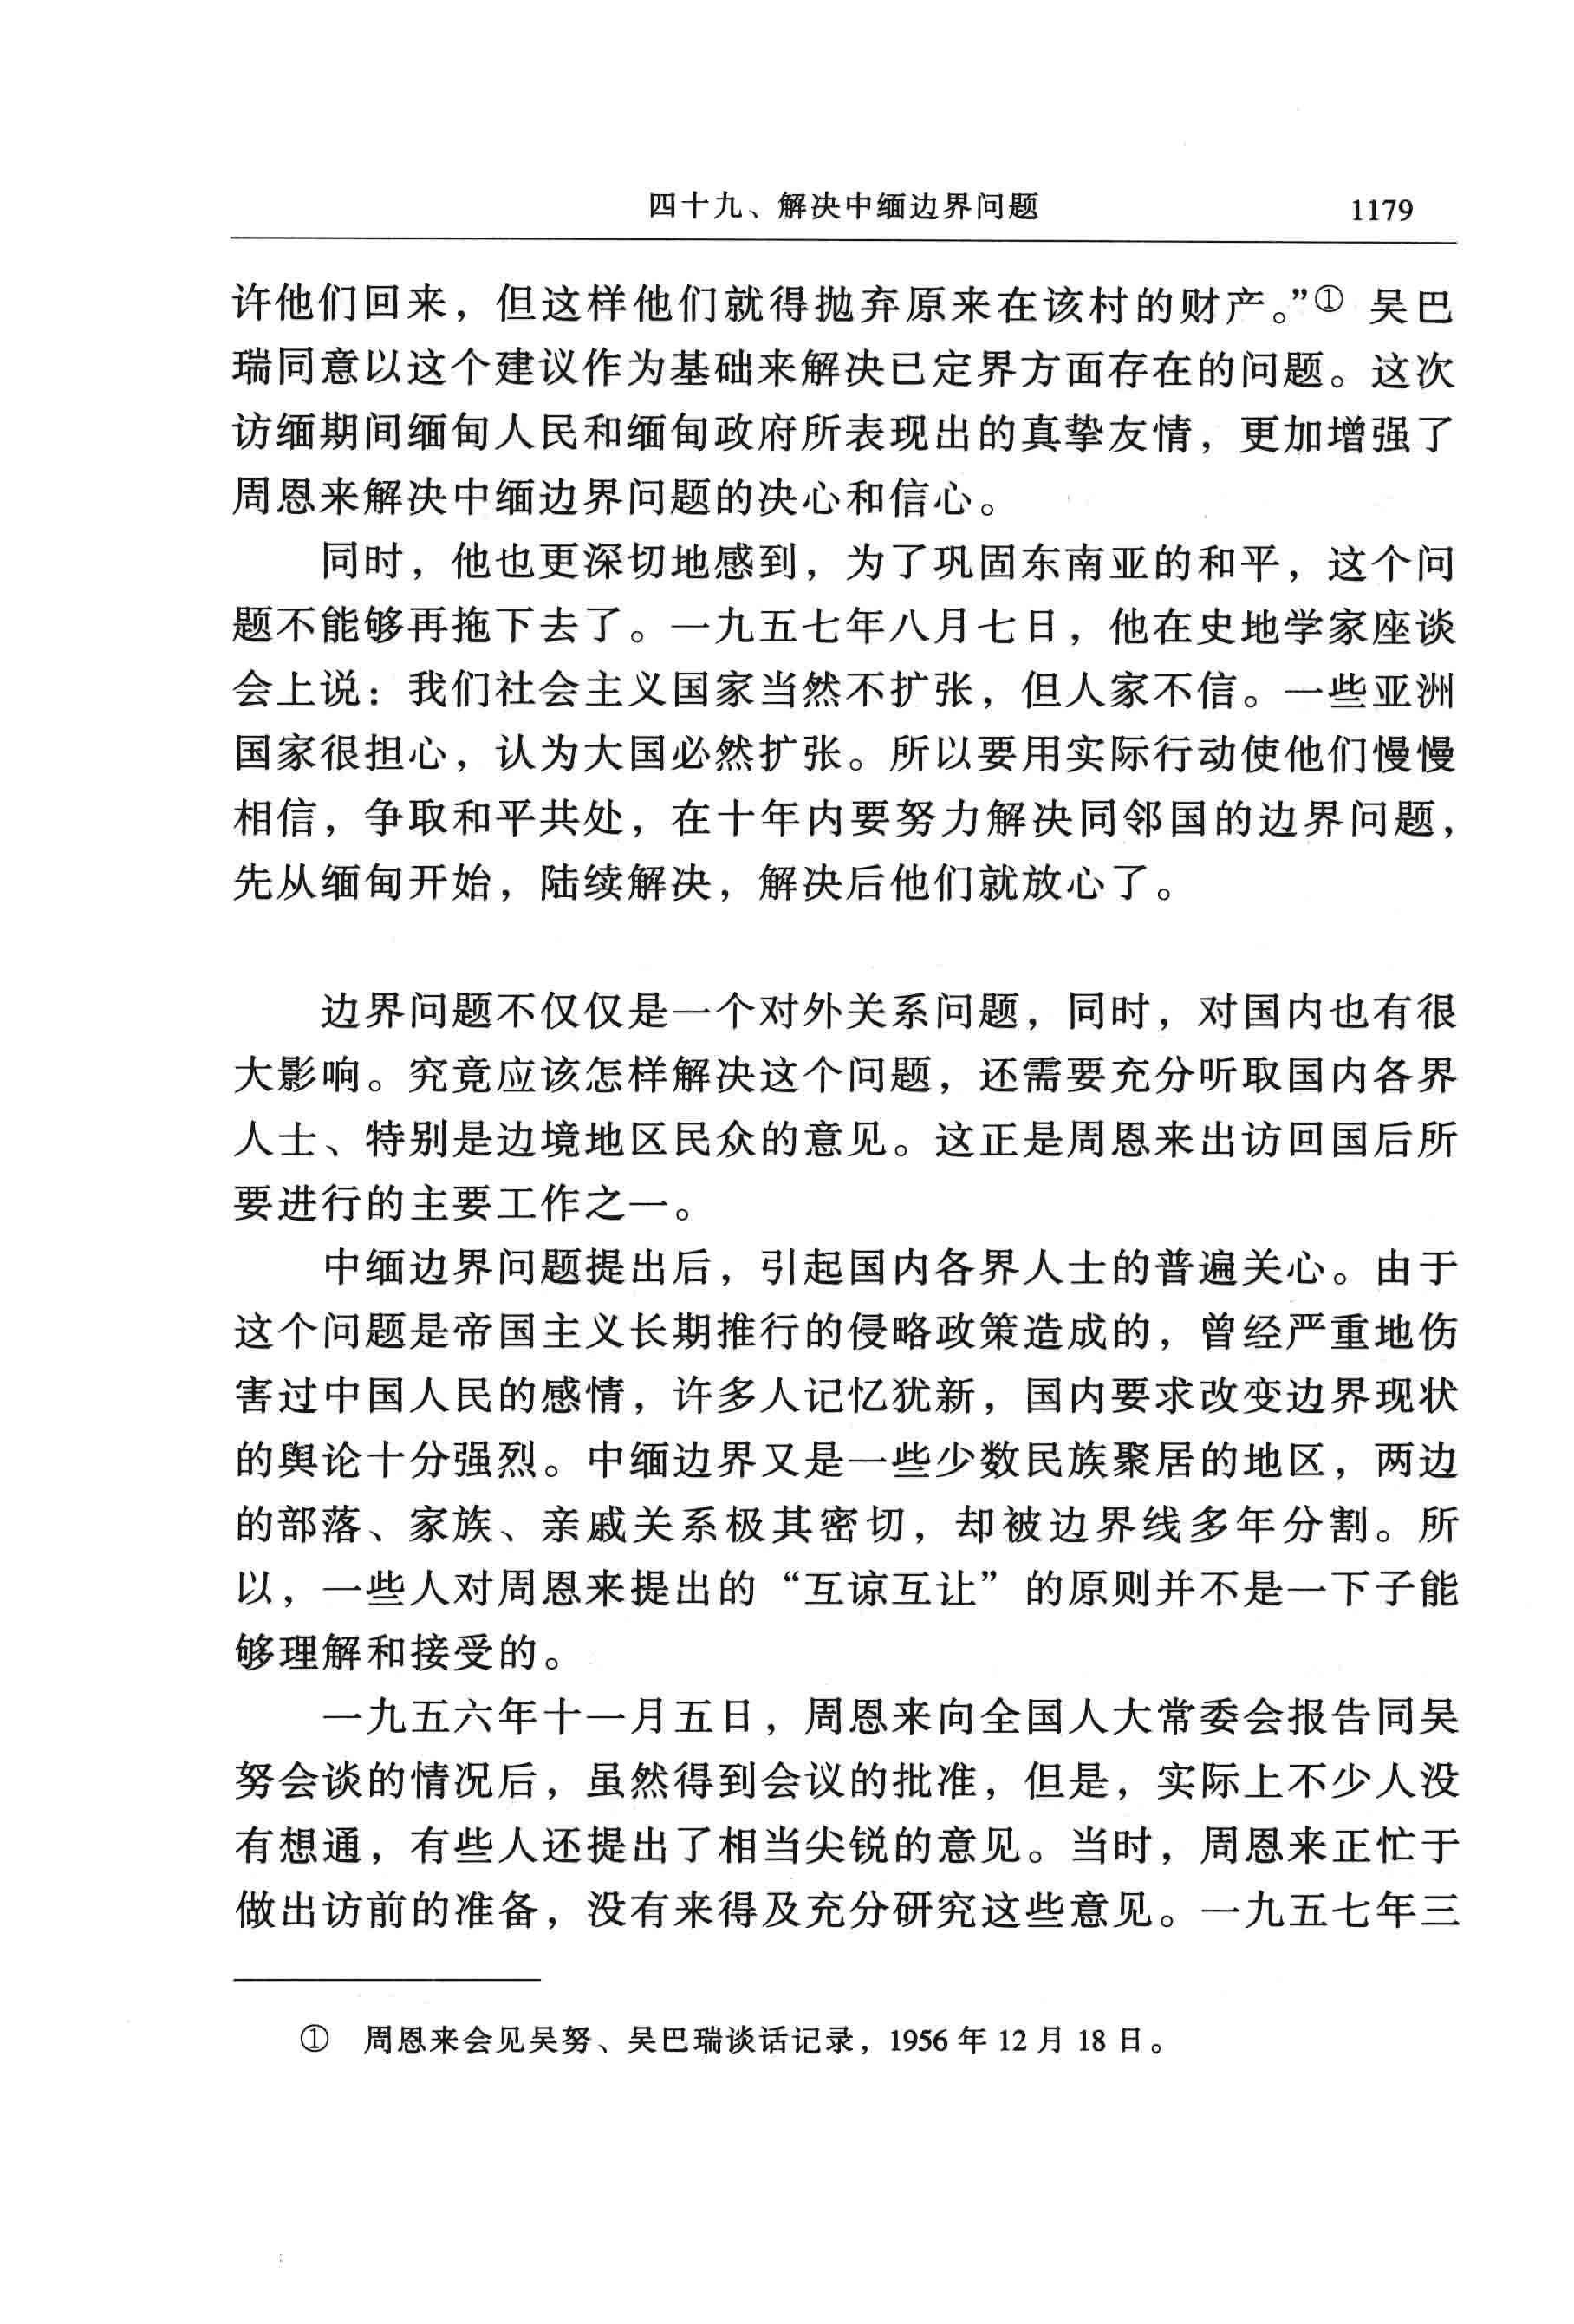 四十九、解决中缅边界问题 1179
许他们回来，但这样他们就得抛弃原来在该村的财产。”① 吴巴
瑞同意以这个建议作为基础来解决已定界方面存在的问题。这次
访缅期间缅甸人民和缅甸政府所表现出的真挚友情，更加增强了
周恩来解决中缅边界问题的决心和信心。
同时，他也更深切地感到，为了巩固东南亚的和平，这个问
题不能够再拖下去了。一九五七年八月七日，他在史地学家座谈
会上说：我们社会主义国家当然不扩张，但人家不信。一些亚洲
国家很担心，认为大国必然扩张。所以要用实际行动使他们慢慢
相信，争取和平共处，在十年内要努力解决同邻国的边界问题，
先从缅甸开始，陆续解决，解决后他们就放心了。
边界问题不仅仅是一个对外关系问题，同时，对国内也有很
大影响。究竟应该怎样解决这个问题，还需要充分听取国内各界
人士、特别是边境地区民众的意见。这正是周恩来出访回国后所
要进行的主要工作之一。
中缅边界问题提出后，引起国内各界人士的普遍关心。由于
这个问题是帝国主义长期推行的侵略政策造成的，曾经严重地伤
害过中国人民的感情，许多人记忆犹新，国内要求改变边界现状
的舆论十分强烈。中缅边界又是一些少数民族聚居的地区，两边
的部落、家族、亲戚关系极其密切，却被边界线多年分割。所
以，一些人对周恩来提出的“互谅互让”的原则并不是一下子能
够理解和接受的。
一九五六年十一月五日，周恩来向全国人大常委会报告同吴
努会谈的情况后，虽然得到会议的批准，但是，实际上不少人没
有想通，有些人还提出了相当尖锐的意见。当时，周恩来正忙于
做出访前的准备，没有来得及充分研究这些意见。一九五七年三
① 周恩来会见吴努、吴巴瑞谈话记录，1956 年 12 月 18 日。